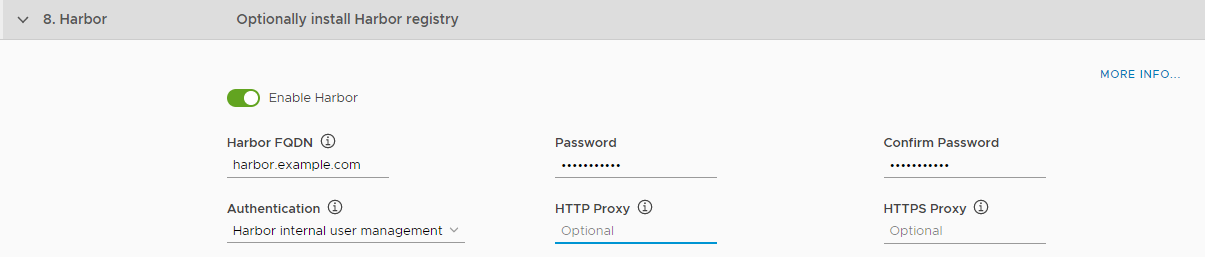 8. Harbor Optionally install Harbor registry
MORE INFO...
Enable Harbor
Harbor FQDN Password Confirm Password
harbor.example.com ••••••••••• •••••••••••
Authentication HTTP Proxy HTTPS Proxy
Harbor internal user management Optional Optional